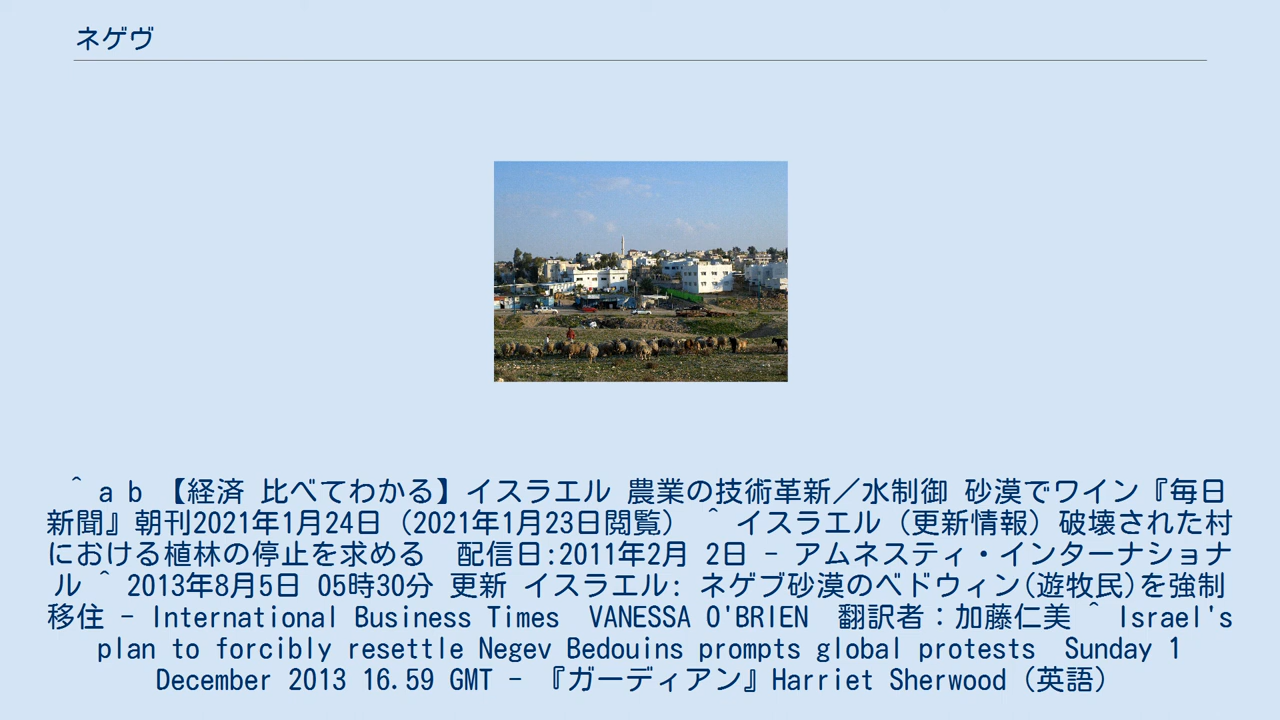 ネゲヴ
^ a b 【経済 比べてわかる】イスラエル 農業の技術革新／水制御 砂漠でワイン『毎日
新聞』朝刊2021年1月24日（2021年1月23日閲覧） ^ イスラエル（更新情報）破壊された村
における植林の停止を求める　配信日:2011年2月 2日 - アムネスティ・インターナショナ
ル ^ 2013年8月5日 05時30分 更新 イスラエル: ネゲブ砂漠のベドウィン(遊牧民)を強制
移住 - International Business Times　VANESSA O'BRIEN　翻訳者：加藤仁美 ^ Israel's
plan to forcibly resettle Negev Bedouins prompts global protests　Sunday 1
December 2013 16.59 GMT - 『ガーディアン』Harriet Sherwood（英語）